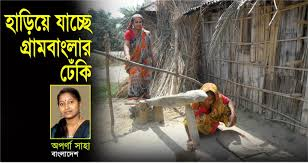 হাড়িয়ে যাচ্ছে
গ্রামবাংলার
ঢেঁকি
অপর্ণা সাহা
বাংলাদেশ